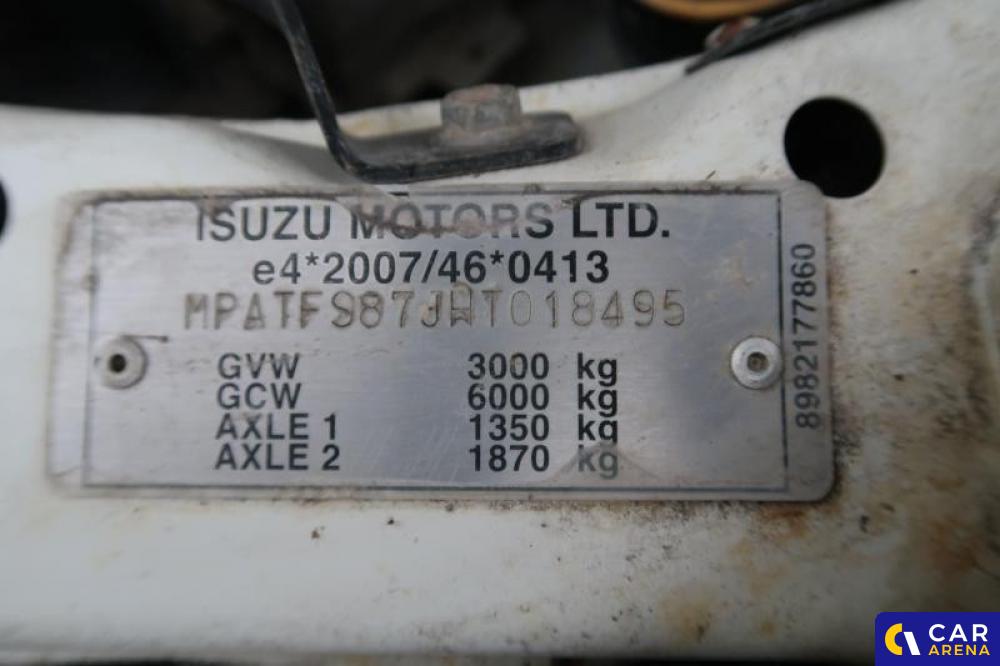 ISUZU MOTORS LTD.
e4*2007/46*0413
MPATFS87JHT018495
GVW 3000 kg
GCW 6000 kg
AXLE 1 1350 kg
AXLE 2 1870 kg
8982177860
CAR
ARENA